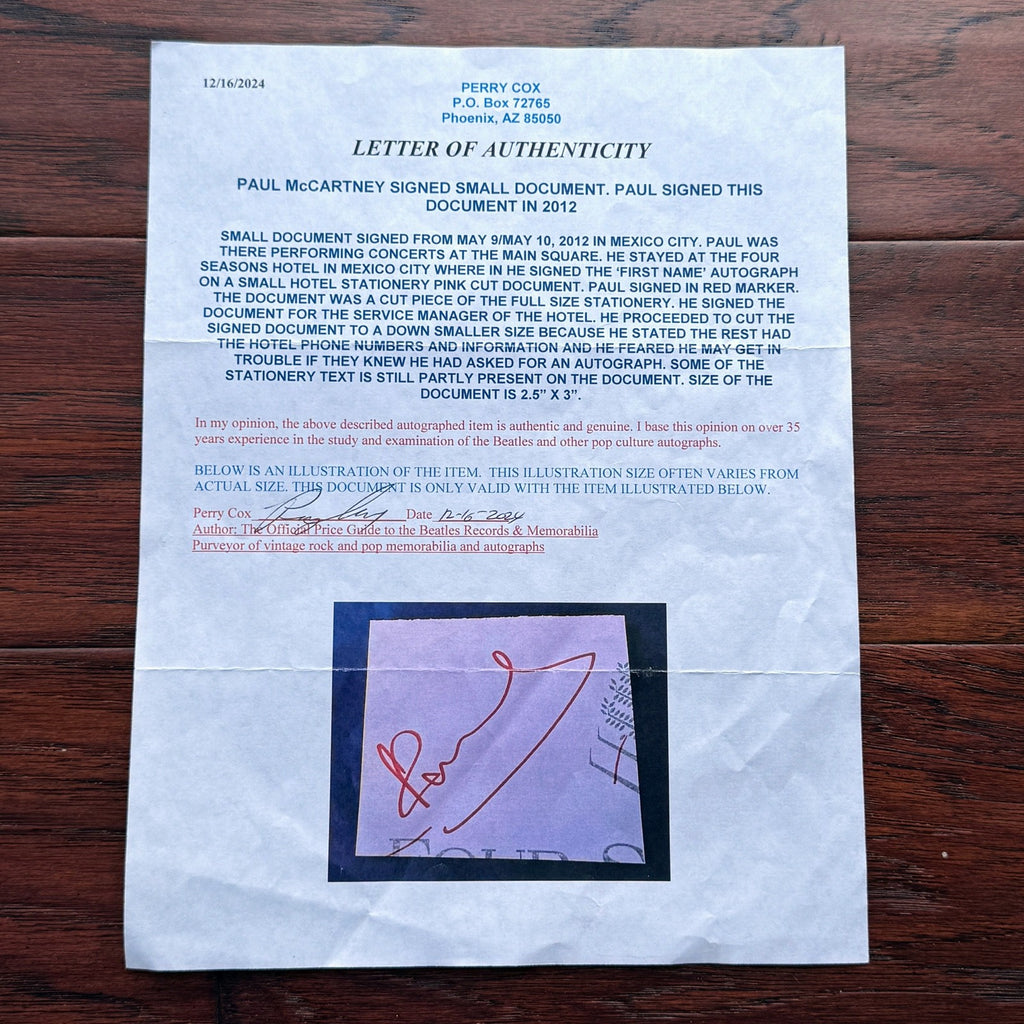 12/16/2024
PERRY COX
P.O. Box 72765
Phoenix, AZ 85050
LETTER OF AUTHENTICITY
PAUL McCARTNEY SIGNED SMALL DOCUMENT. PAUL SIGNED THIS
DOCUMENT IN 2012
SMALL DOCUMENT SIGNED FROM MAY 9/MAY 10, 2012 IN MEXICO CITY. PAUL WAS
THERE PERFORMING CONCERTS AT THE MAIN SQUARE. HE STAYED AT THE FOUR
SEASONS HOTEL IN MEXICO CITY WHERE IN HE SIGNED THE ‘FIRST NAME’ AUTOGRAPH
ON A SMALL HOTEL STATIONERY PINK CUT DOCUMENT. PAUL SIGNED IN RED MARKER.
THE DOCUMENT WAS A CUT PIECE OF THE FULL SIZE STATIONERY. HE SIGNED THE
DOCUMENT FOR THE SERVICE MANAGER OF THE HOTEL. HE PROCEEDED TO CUT THE
SIGNED DOCUMENT TO A DOWN SMALLER SIZE BECAUSE HE STATED THE REST HAD
THE HOTEL PHONE NUMBERS AND INFORMATION AND HE FEARED HE MAY GET IN
TROUBLE IF THEY KNEW HE HAD ASKED FOR AN AUTOGRAPH. SOME OF THE
STATIONERY TEXT IS STILL PARTLY PRESENT ON THE DOCUMENT. SIZE OF THE
DOCUMENT IS 2.5” X 3”.
In my opinion, the above described autographed item is authentic and genuine. I base this opinion on over 35
years experience in the study and examination of the Beatles and other pop culture autographs.
BELOW IS AN ILLUSTRATION OF THE ITEM. THIS ILLUSTRATION SIZE OFTEN VARIES FROM
ACTUAL SIZE. THIS DOCUMENT IS ONLY VALID WITH THE ITEM ILLUSTRATED BELOW.
Perry Cox Date 12-16-2024
Author: The Official Price Guide to the Beatles Records & Memorabilia
Purveyor of vintage rock and pop memorabilia and autographs
Paul
FOUR S